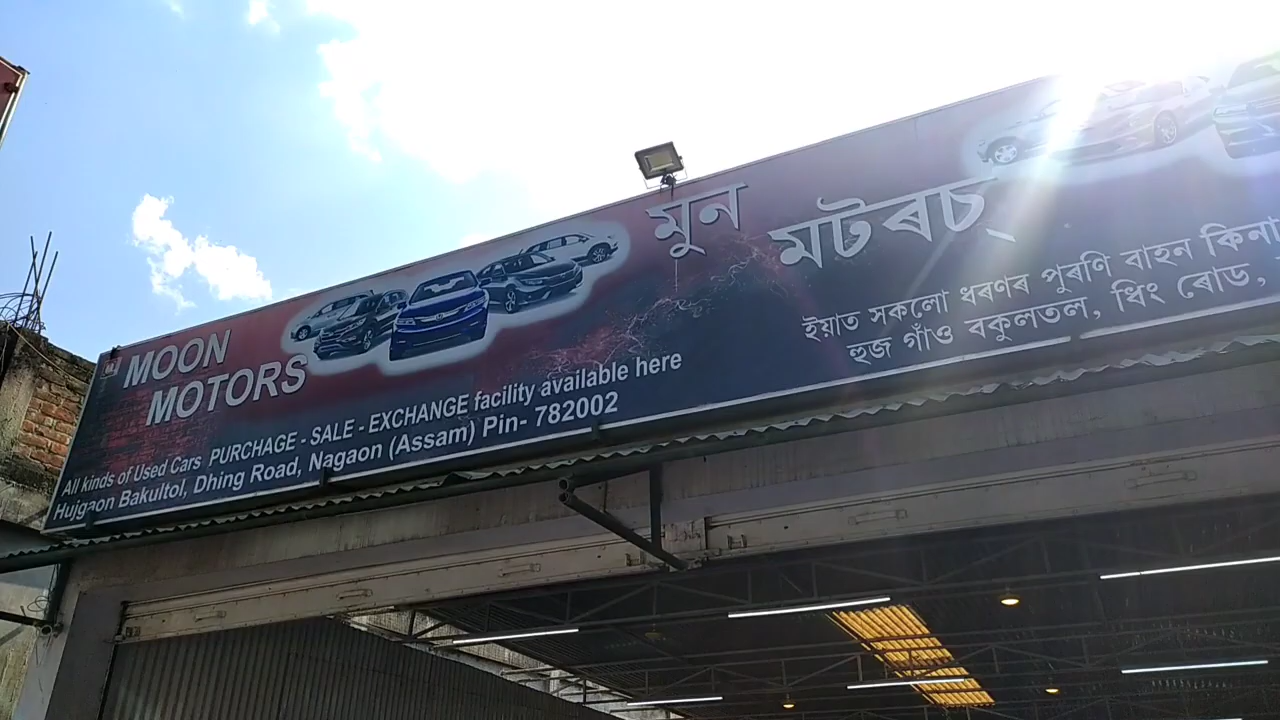 MOON
MOTORS
All kinds of Used Cars PURCHAGE - SALE - EXCHANGE facility available here
Hujgaon Bakultol, Dhing Road, Nagaon (Assam) Pin- 782002
মুন
মটৰচ্
ইয়াত সকলো ধৰণৰ পুৰণি বাহন কিনা
হুজ গাঁও বকুলতল, ধিং ৰোড,